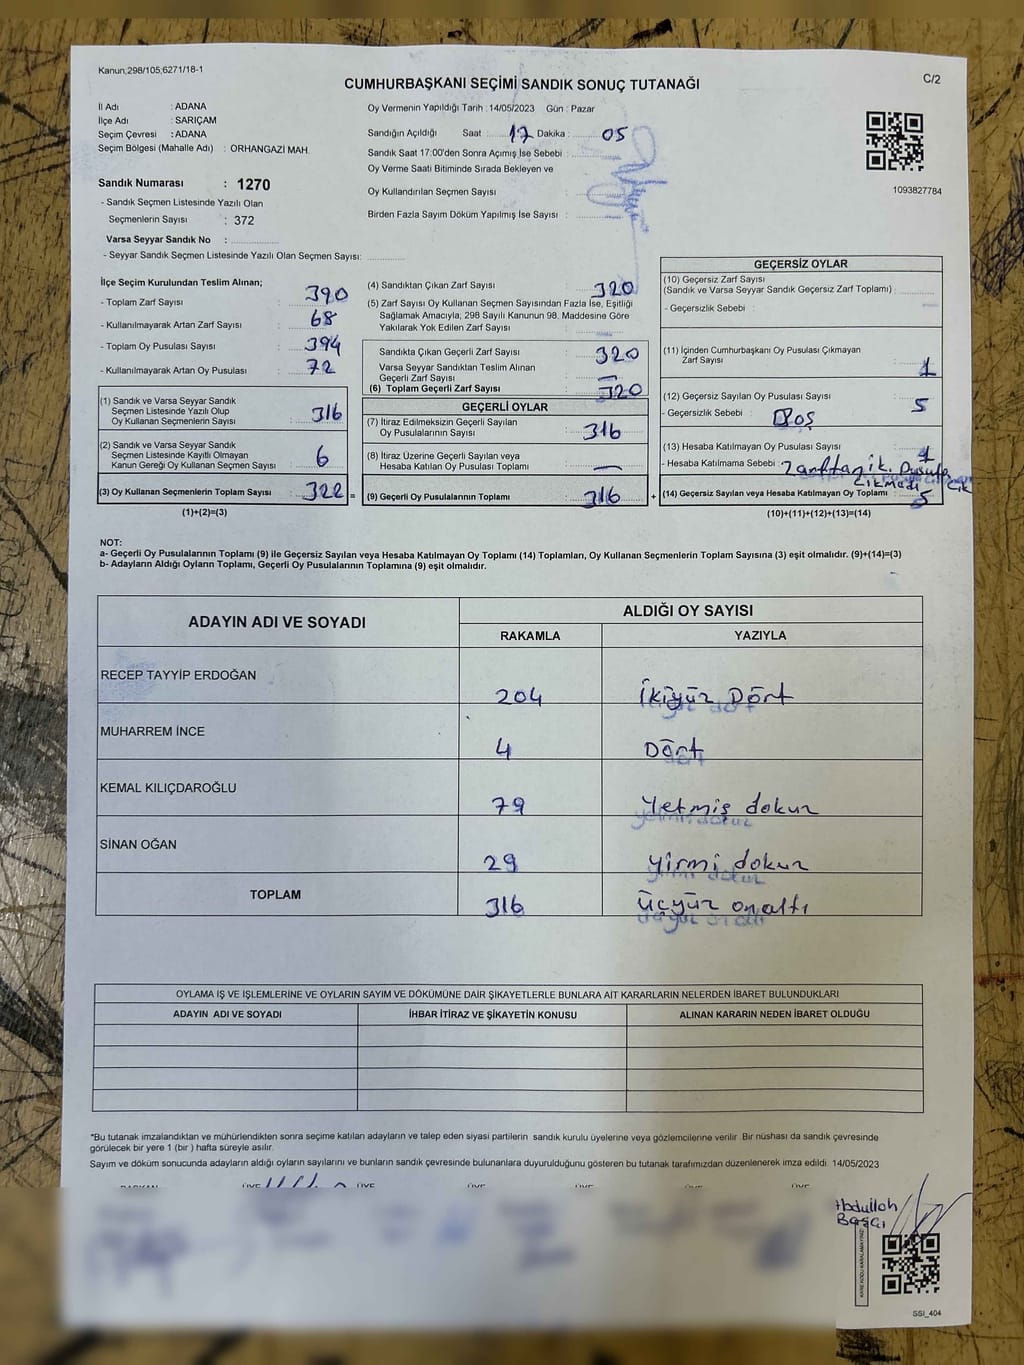 Kanun,298/105;6271/18-1
CUMHURBAŞKANI SEÇİMİ SANDIK SONUÇ TUTANAĞI
C/2
İl Adı : ADANA
İlçe Adı : SARIÇAM
Seçim Çevresi : ADANA
Seçim Bölgesi (Mahalle Adı) : ORHANGAZİ MAH.
Sandık Numarası : 1270
- Sandık Seçmen Listesinde Yazılı Olan
Seçmenlerin Sayısı : 372
Varsa Seyyar Sandık No :
- Seyyar Sandık Seçmen Listesinde Yazılı Olan Seçmen Sayısı:
Oy Vermenin Yapıldığı Tarih : 14/05/2023 Gün : Pazar
Sandığın Açıldığı Saat : 17 Dakika : 05
Sandık Saat 17:00'den Sonra Açımış İse Sebebi :
Oy Verme Saati Bitiminde Sırada Bekleyen ve
Oy Kullandırılan Seçmen Sayısı :
Birden Fazla Sayım Döküm Yapılmış İse Sayısı :
1093827784
İlçe Seçim Kurulundan Teslim Alınan;
- Toplam Zarf Sayısı : 390
- Kullanılmayarak Artan Zarf Sayısı : 68
- Toplam Oy Pusulası Sayısı : 394
- Kullanılmayarak Artan Oy Pusulası : 72
(1) Sandık ve Varsa Seyyar Sandık
Seçmen Listesinde Yazılı Olup
Oy Kullanan Seçmenlerin Sayısı : 316
(2) Sandık ve Varsa Seyyar Sandık
Seçmen Listesinde Kayıtlı Olmayan
Kanun Gereği Oy Kullanan Seçmen Sayısı : 6
(3) Oy Kullanan Seçmenlerin Toplam Sayısı : 322 =
(1)+(2)=(3)
(4) Sandıktan Çıkan Zarf Sayısı : 320
(5) Zarf Sayısı Oy Kullanan Seçmen Sayısından Fazla İse, Eşitliği
Sağlamak Amacıyla, 298 Sayılı Kanunun 98. Maddesine Göre
Yakılarak Yok Edilen Zarf Sayısı :
Sandıkta Çıkan Geçerli Zarf Sayısı : 320
Varsa Seyyar Sandıktan Teslim Alınan
Geçerli Zarf Sayısı : —
(6) Toplam Geçerli Zarf Sayısı : 320
GEÇERLİ OYLAR
(7) İtiraz Edilmeksizin Geçerli Sayılan
Oy Pusulalarının Sayısı : 316
(8) İtiraz Üzerine Geçerli Sayılan veya
Hesaba Katılan Oy Pusulası Toplamı : —
(9) Geçerli Oy Pusulalarının Toplamı : 316 +
GEÇERSİZ OYLAR
(10) Geçersiz Zarf Sayısı
(Sandık ve Varsa Seyyar Sandık Geçersiz Zarf Toplamı) :
- Geçersizlik Sebebi :
(11) İçinden Cumhurbaşkanı Oy Pusulası Çıkmayan
Zarf Sayısı : 1
(12) Geçersiz Sayılan Oy Pusulası Sayısı : 5
- Geçersizlik Sebebi : Boş
(13) Hesaba Katılmayan Oy Pusulası Sayısı : 1
- Hesaba Katılmama Sebebi : Zarftan
Çıkmadı
(14) Geçersiz Sayılan veya Hesaba Katılmayan Oy Toplamı : 5
(10)+(11)+(12)+(13)=(14)
NOT:
a- Geçerli Oy Pusulalarının Toplamı (9) ile Geçersiz Sayılan veya Hesaba Katılmayan Oy Toplamı (14) Toplamları, Oy Kullanan Seçmenlerin Toplam Sayısına (3) eşit olmalıdır. (9)+(14)=(3)
b- Adayların Aldığı Oyların Toplamı, Geçerli Oy Pusulalarının Toplamına (9) eşit olmalıdır.
ADAYIN ADI VE SOYADI
ALDIĞI OY SAYISI
RAKAMLA YAZIYLA
RECEP TAYYİP ERDOĞAN 204 İkiyüz Dört
MUHARREM İNCE 4 Dört
KEMAL KILIÇDAROĞLU 79 Yetmiş dokuz
SİNAN OĞAN 29 yirmi dokuz
TOPLAM 316 üçyüz onaltı
OYLAMA İŞ VE İŞLEMLERİNE VE OYLARIN SAYIM VE DÖKÜMÜNE DAİR ŞİKAYETLERLE BUNLARA AİT KARARLARIN NELERDEN İBARET BULUNDUKLARI
ADAYIN ADI VE SOYADI İHBAR İTİRAZ VE ŞİKAYETİN KONUSU ALINAN KARARIN NEDEN İBARET OLDUĞU
*Bu tutanak imzalandıktan ve mühürlendikten sonra seçime katılan adayların ve talep eden siyasi partilerin sandık kurulu üyelerine veya gözlemcilerine verilir. Bir nüshası da sandık çevresinde
görülecek bir yere 1 (bir ) hafta süreyle asılır.
Sayım ve döküm sonucunda adayların aldığı oyların sayılarını ve bunların sandık çevresinde bulunanlara duyurulduğunu gösteren bu tutanak tarafımızdan düzenlenerek imza edildi. 14/05/2023
BAŞKAN ÜYE ÜYE ÜYE ÜYE ÜYE ÜYE
Abdullah
Başçı
KARE KODU KARALAMAYINIZ
SSI_404